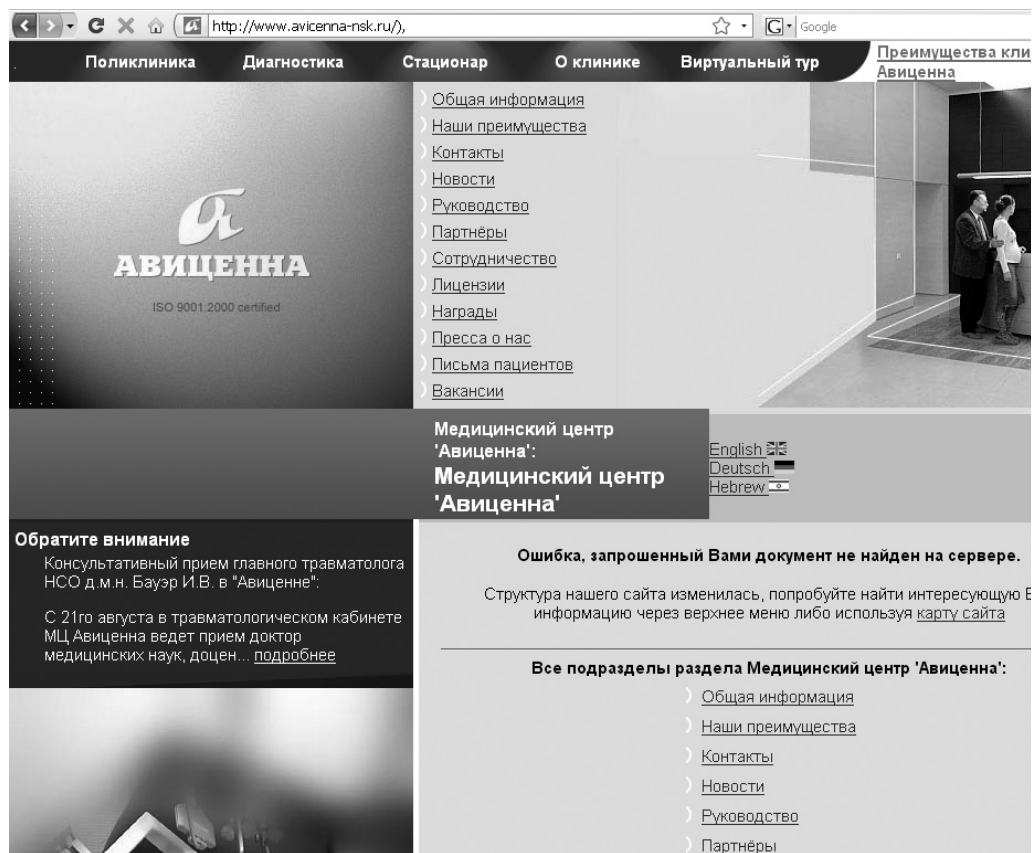 http://www.avicenna-nsk.ru/),
G
Google
Поликлиника
Диагностика
Стационар
О клинике
Виртуальный тур
Преимущества кли
Авиценна
Общая информация
Наши преимущества
Контакты
Новости
Руководство
Партнёры
Сотрудничество
Лицензии
Награды
Пресса о нас
Письма пациентов
Вакансии
АВИЦЕННА
ISO 9001:2000 certified
Медицинский центр
'Авиценна':
Медицинский центр
'Авиценна'
English
Deutsch
Hebrew
Обратите внимание
Консультативный прием главного травматолога
НСО д.м.н. Бауэр И.В. в "Авиценне":
С 21го августа в травматологическом кабинете
МЦ Авиценна ведет прием доктор
медицинских наук, доцен... подробнее
Ошибка, запрошенный Вами документ не найден на сервере.
Структура нашего сайта изменилась, попробуйте найти интересующую В
информацию через верхнее меню либо используя карту сайта
Все подразделы раздела Медицинский центр 'Авиценна':
Общая информация
Наши преимущества
Контакты
Новости
Руководство
Партнёры